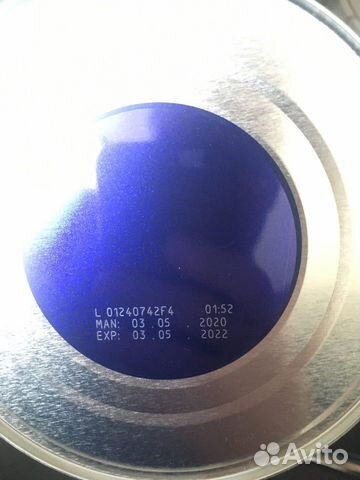 L 01240742F4 01:52
MAN: 03 . 05 . 2020
EXP: 03 . 05 . 2022
Avito